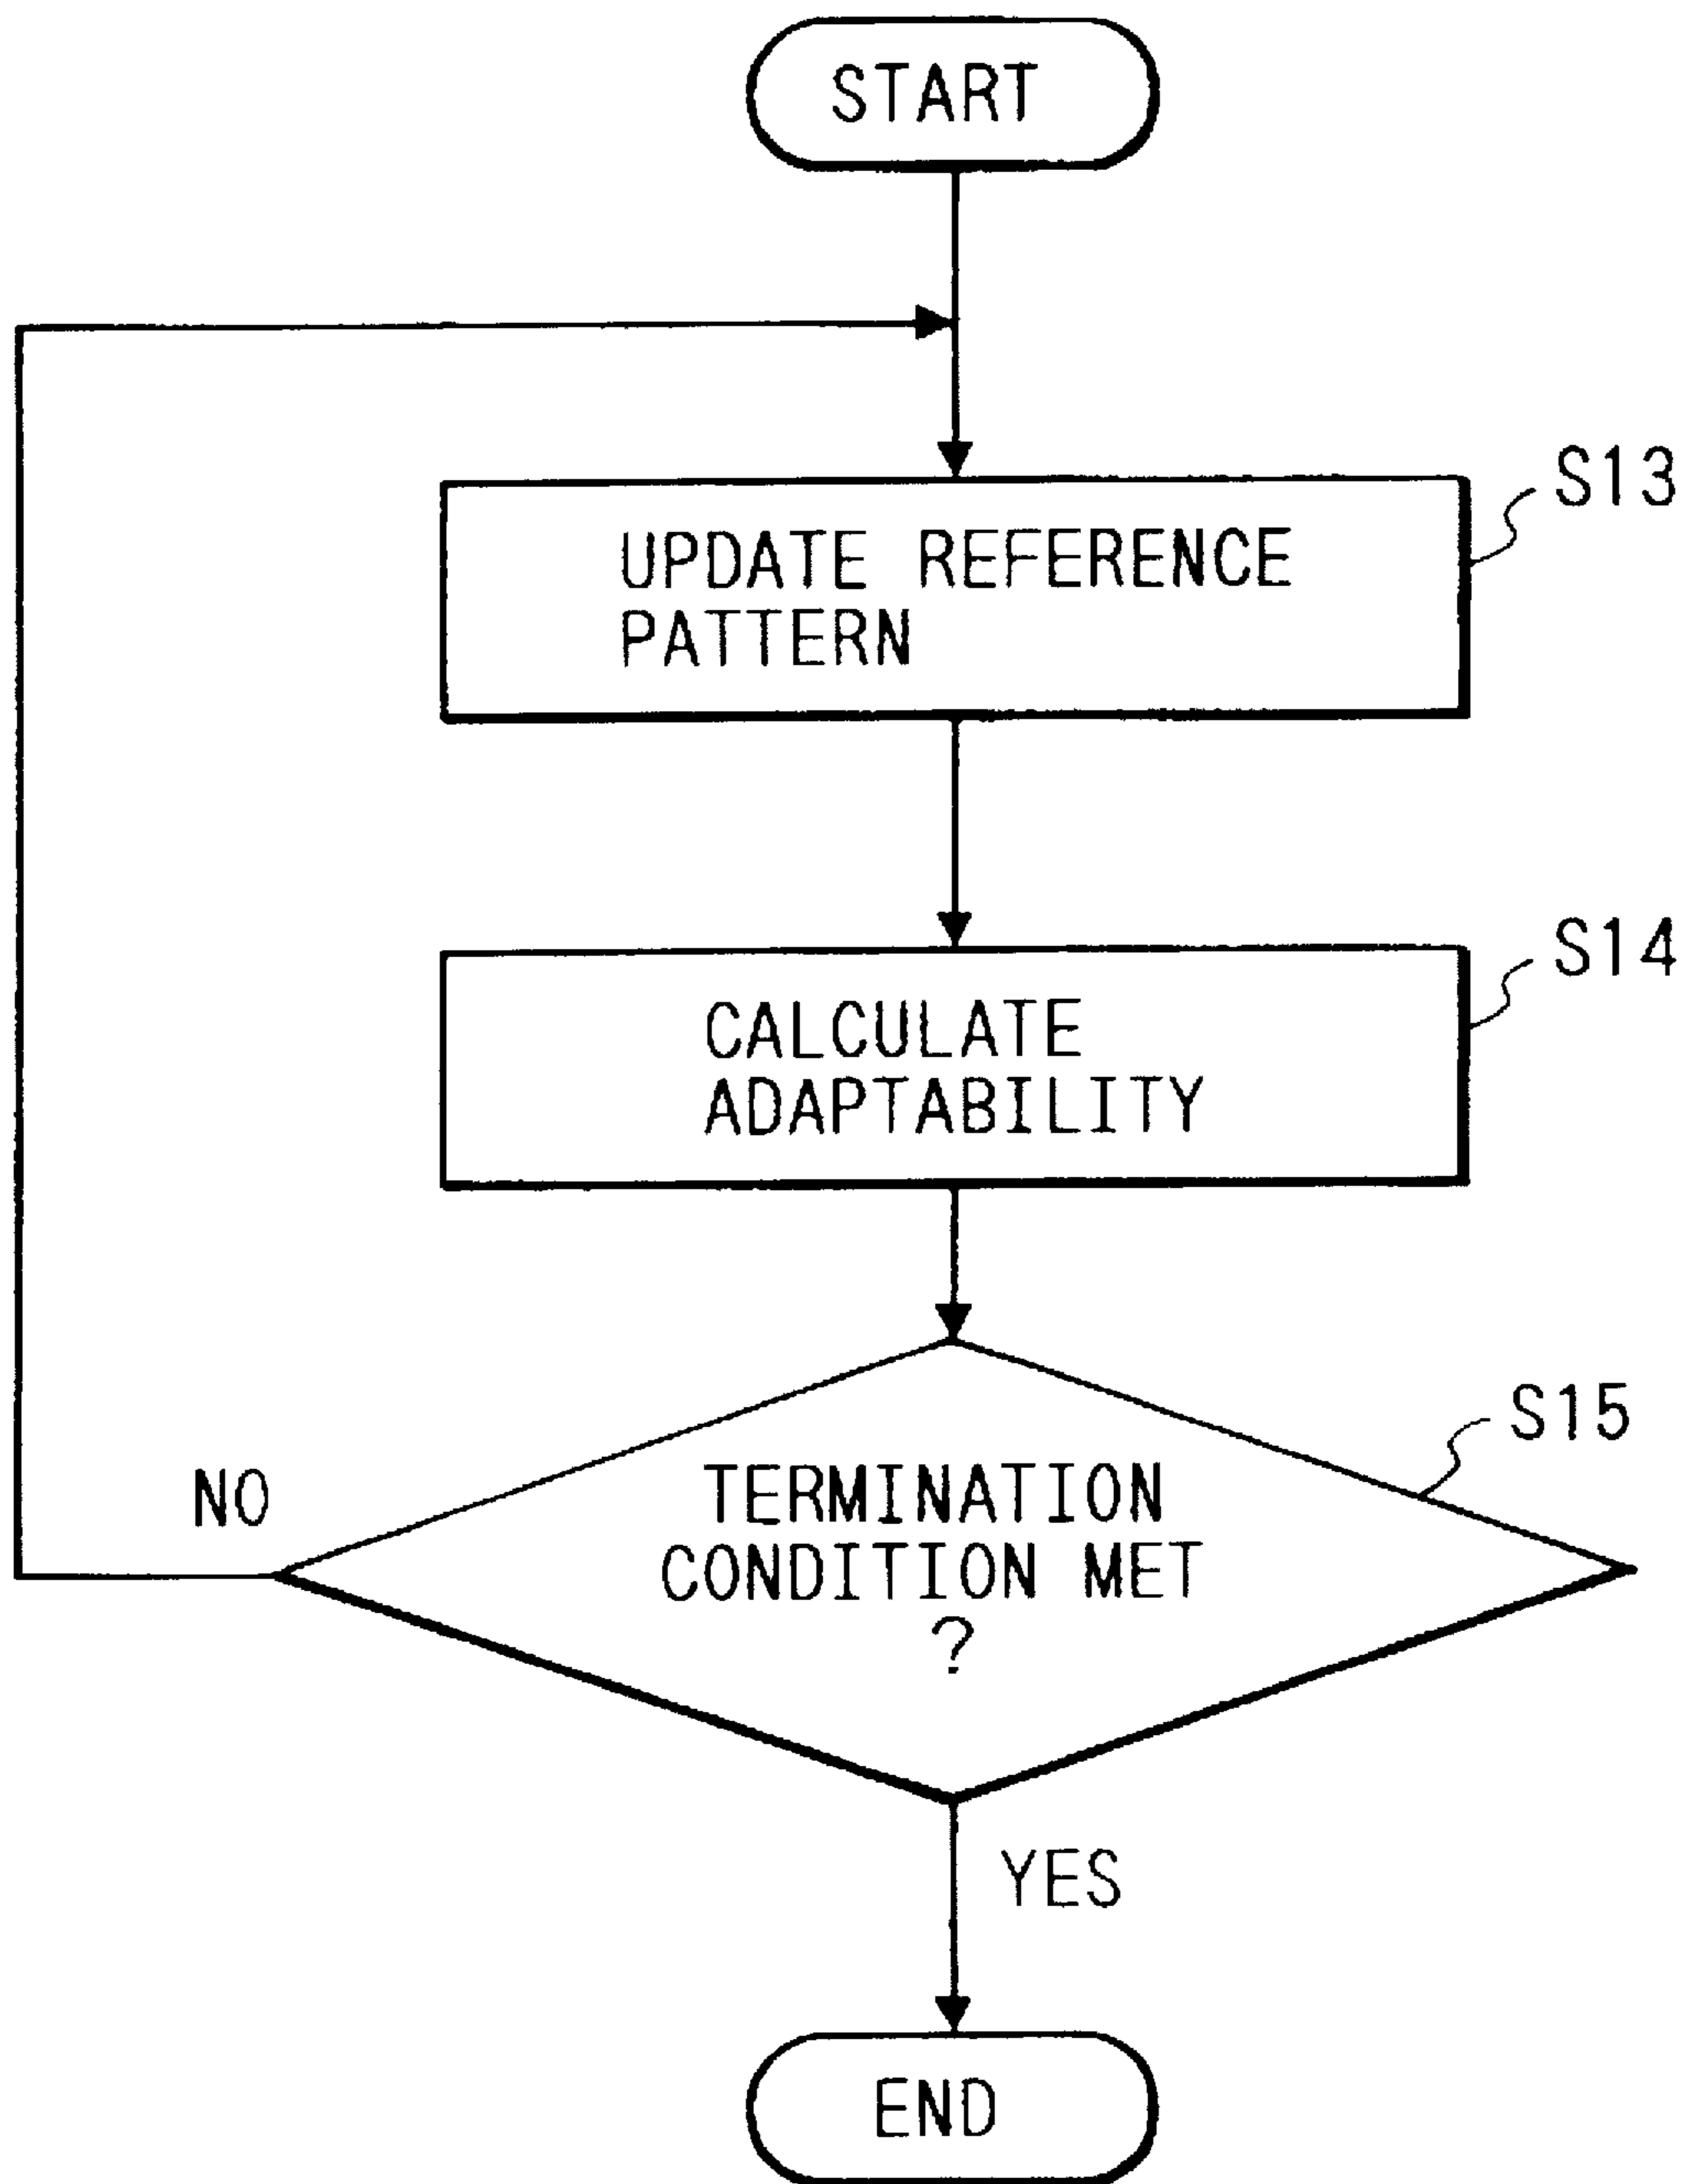 START
S13
UPDATE REFERENCE
PATTERN
S14
CALCULATE
ADAPTABILITY
S15
NO
TERMINATION
CONDITION MET
?
YES
END